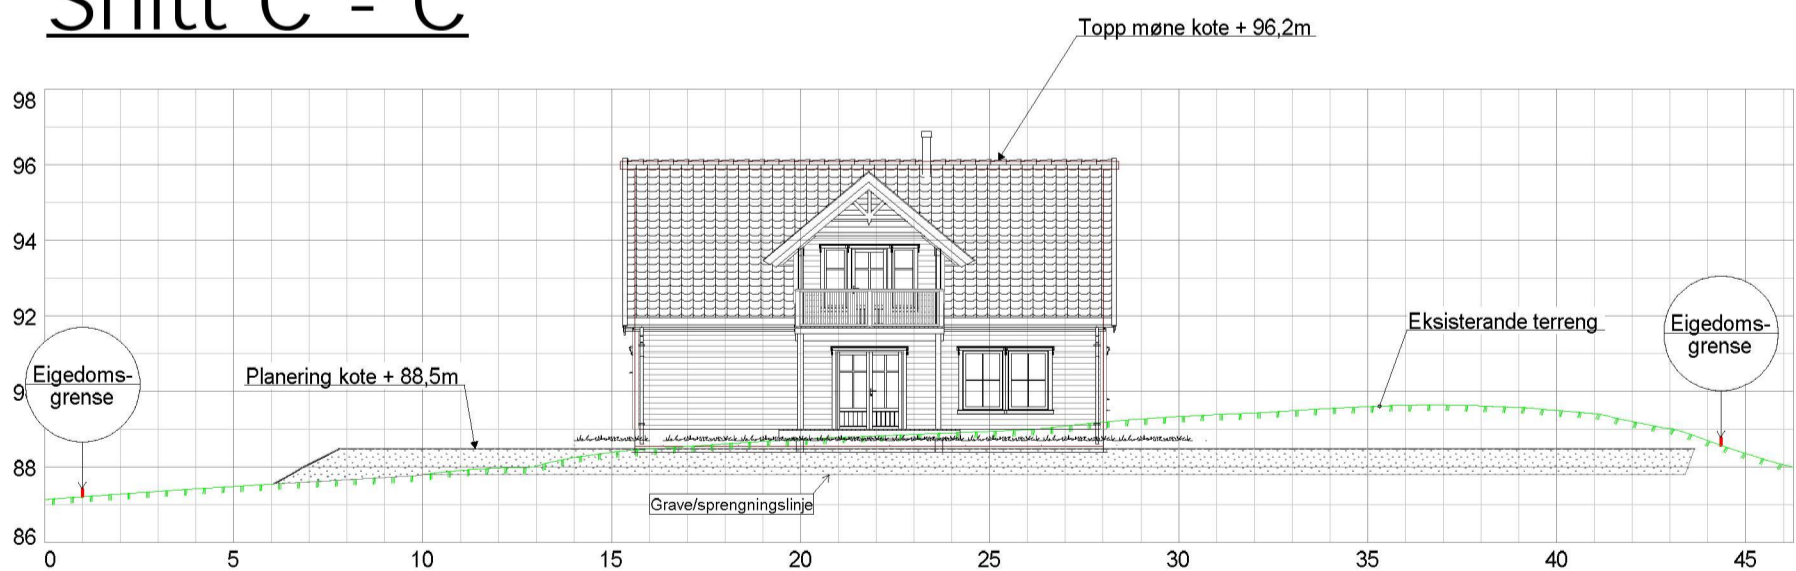 Snitt C - C
Topp møne kote + 96,2m
98
96
94
92
Eksisterande terreng
Eigedoms-
grense
Planering kote + 88,5m
9
Eigedoms-
grense
88
Grave/sprengningslinje
86
0 5 10 15 20 25 30 35 40 45